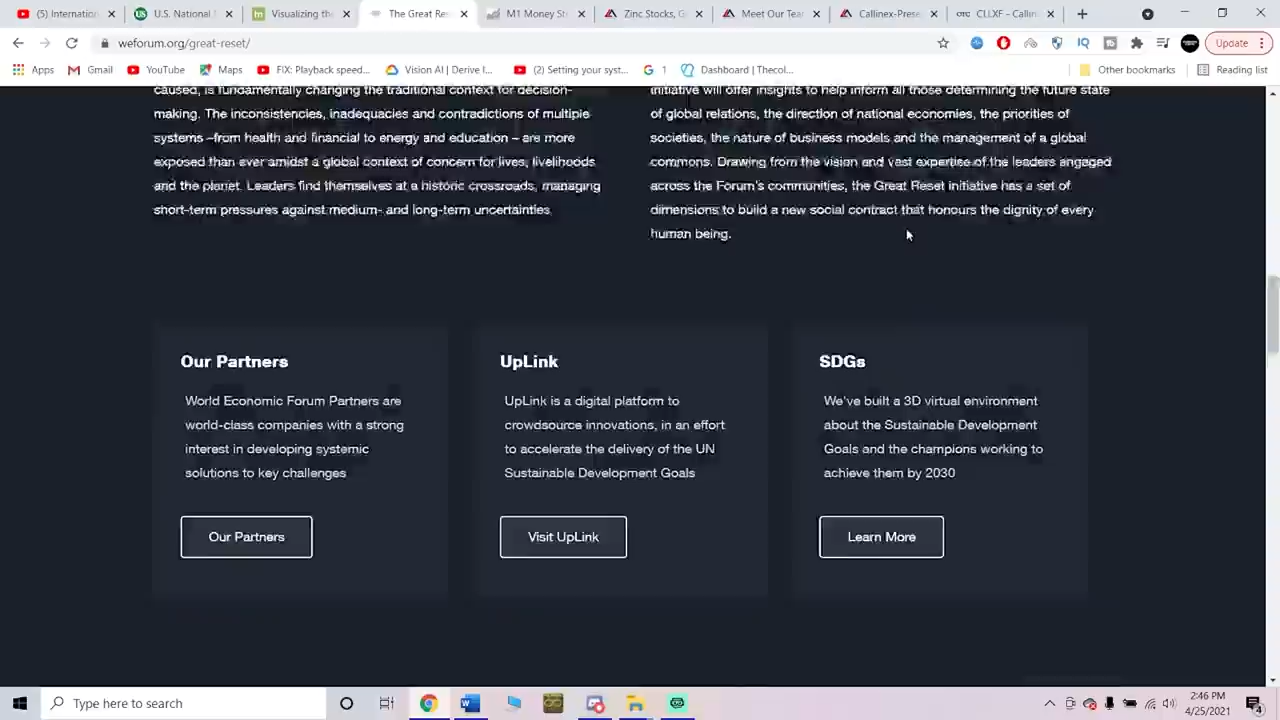 (5) Internation
U.S. National
Visualizing the
The Great Res
M1 Money St
Zinc Stocks, G
Meet Our Tea
Callinex-Prese
CLLXF - Callin
weforum.org/great-reset/
Update
Apps
Gmail
YouTube
Maps
FIX: Playback speed...
Vision AI | Derive I...
(2) Setting your syst...
1
Dashboard | Thecol...
Other bookmarks
Reading list
caused, is fundamentally changing the traditional context for decision-
making. The inconsistencies, inadequacies and contradictions of multiple
systems –from health and financial to energy and education – are more
exposed than ever amidst a global context of concern for lives, livelihoods
and the planet. Leaders find themselves at a historic crossroads, managing
short-term pressures against medium- and long-term uncertainties.
initiative will offer insights to help inform all those determining the future state
of global relations, the direction of national economies, the priorities of
societies, the nature of business models and the management of a global
commons. Drawing from the vision and vast expertise of the leaders engaged
across the Forum's communities, the Great Reset initiative has a set of
dimensions to build a new social contract that honours the dignity of every
human being.
Our Partners
World Economic Forum Partners are
world-class companies with a strong
interest in developing systemic
solutions to key challenges
Our Partners
UpLink
UpLink is a digital platform to
crowdsource innovations, in an effort
to accelerate the delivery of the UN
Sustainable Development Goals
Visit UpLink
SDGs
We've built a 3D virtual environment
about the Sustainable Development
Goals and the champions working to
achieve them by 2030
Learn More
Type here to search
2:46 PM
4/25/2021
4